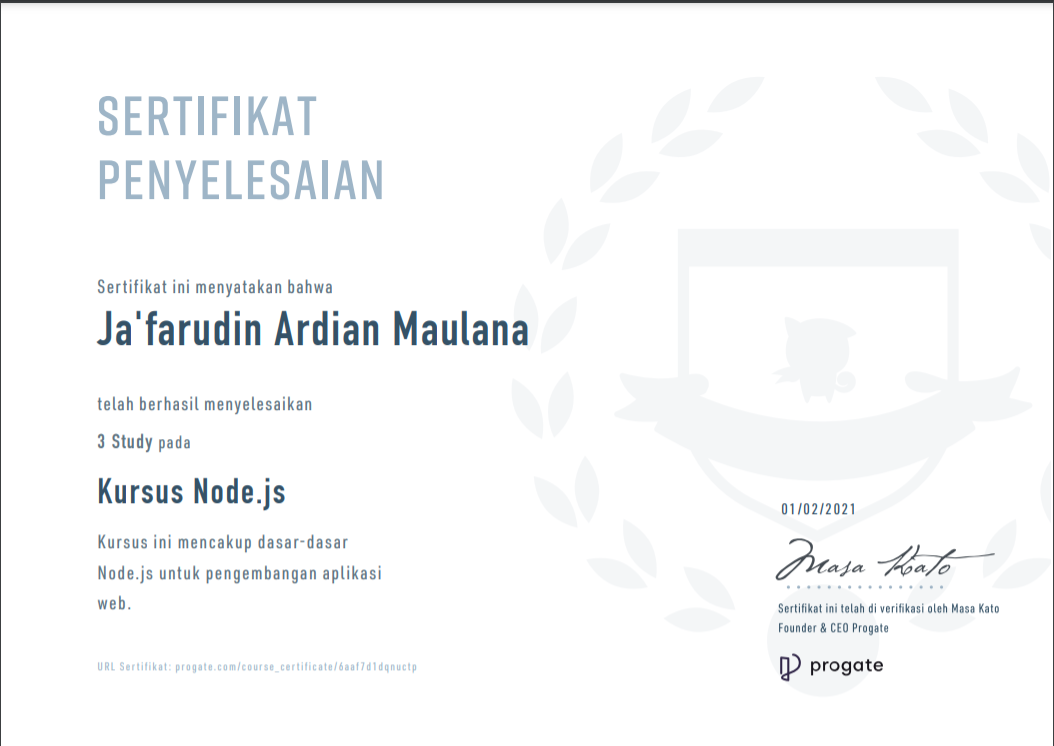 SERTIFIKAT
PENYELESAIAN
Sertifikat ini menyatakan bahwa
Ja'farudin Ardian Maulana
telah berhasil menyelesaikan
3 Study pada
Kursus Node.js
Kursus ini mencakup dasar-dasar
Node.js untuk pengembangan aplikasi
web.
URL Sertifikat: progate.com/course_certificate/6aaf7d1dqnuctp
01/02/2021
Masa Kato
Sertifikat ini telah di verifikasi oleh Masa Kato
Founder & CEO Progate
progate